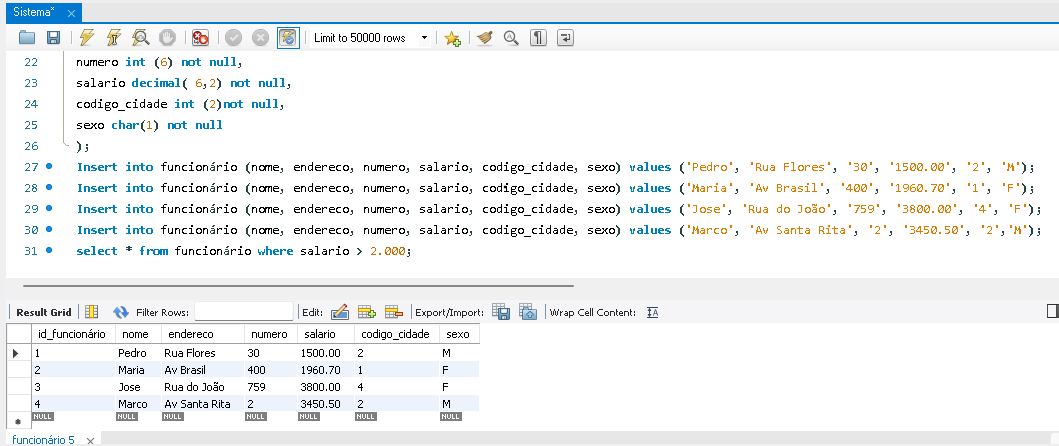 Sistema*
Limit to 50000 rows
22 numero int (6) not null,
23 salario decimal( 6,2) not null,
24 codigo_cidade int (2)not null,
25 sexo char(1) not null
26 );
27 Insert into funcionário (nome, endereco, numero, salario, codigo_cidade, sexo) values ('Pedro', 'Rua Flores', '30', '1500.00', '2', 'M');
28 Insert into funcionário (nome, endereco, numero, salario, codigo_cidade, sexo) values ('Maria', 'Av Brasil', '400', '1960.70', '1', 'F');
29 Insert into funcionário (nome, endereco, numero, salario, codigo_cidade, sexo) values ('Jose', 'Rua do João', '759', '3800.00', '4', 'F');
30 Insert into funcionário (nome, endereco, numero, salario, codigo_cidade, sexo) values ('Marco', 'Av Santa Rita', '2', '3450.50', '2','M');
31 select * from funcionário where salario > 2.000;
Result Grid Filter Rows: Edit: Export/Import: Wrap Cell Content:
id_funcionário nome endereco numero salario codigo_cidade sexo
1 Pedro Rua Flores 30 1500.00 2 M
2 Maria Av Brasil 400 1960.70 1 F
3 Jose Rua do João 759 3800.00 4 F
4 Marco Av Santa Rita 2 3450.50 2 M
NULL NULL NULL NULL NULL NULL NULL
funcionário 5